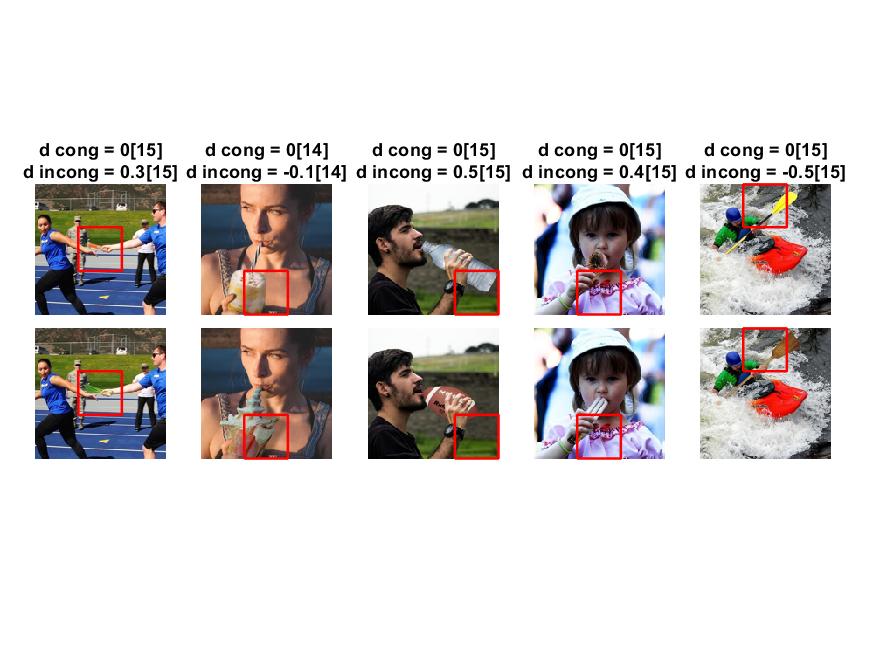 d cong = 0[15]
d incong = 0.3[15]
d cong = 0[14]
d incong = -0.1[14]
d cong = 0[15]
d incong = 0.5[15]
d cong = 0[15]
d incong = 0.4[15]
d cong = 0[15]
d incong = -0.5[15]